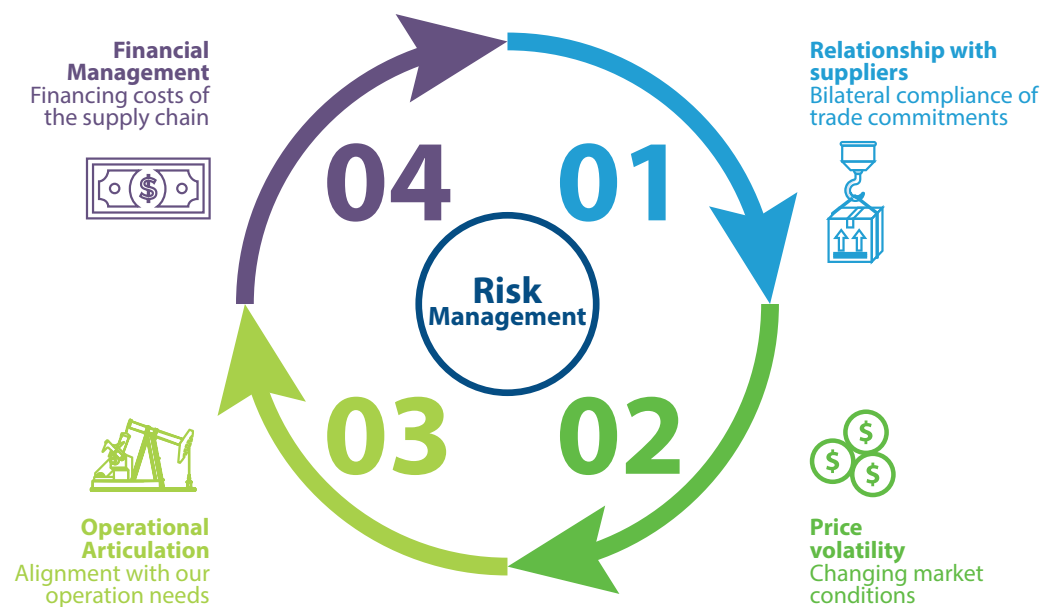 Financial
Management
Financing costs of
the supply chain
$
04
01
Relationship with
suppliers
Bilateral compliance of
trade commitments
Risk
Management
03
02
Operational
Articulation
Alignment with our
operation needs
$
$
$
Price
volatility
Changing market
conditions